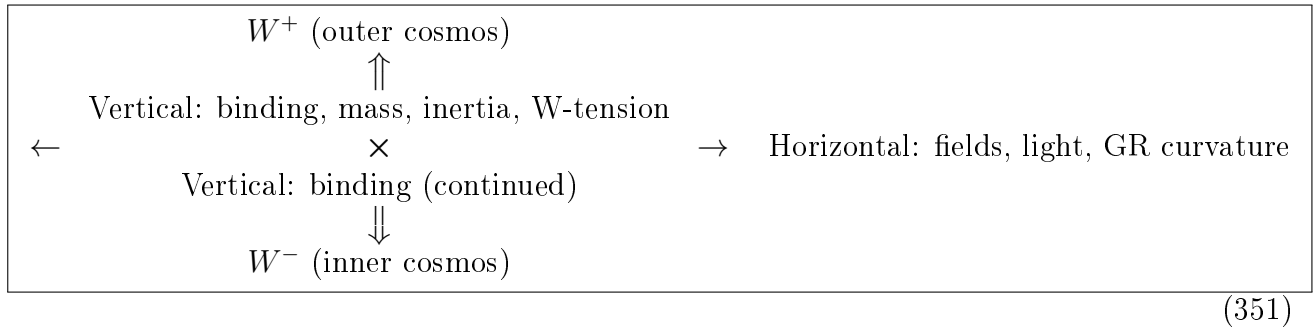 W⁺ (outer cosmos)
⇑
Vertical: binding, mass, inertia, W-tension
← × → Horizontal: fields, light, GR curvature
Vertical: binding (continued)
⇓
W⁻ (inner cosmos)
(351)